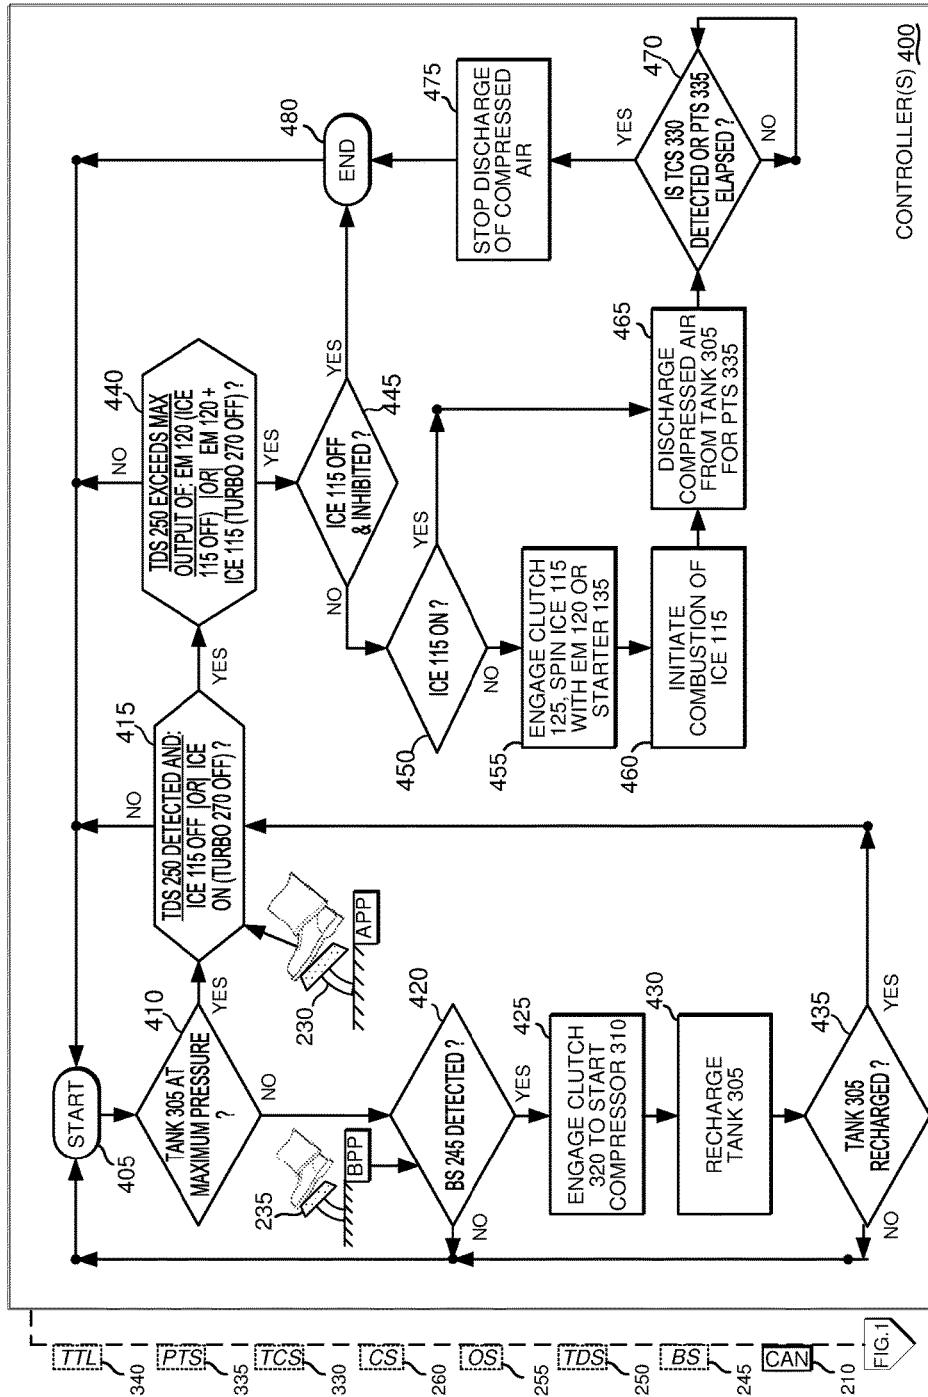 START
405
TANK 305 AT
MAXIMUM PRESSURE
?
410
YES
NO
TDS 250 DETECTED AND:
ICE 115 OFF |OR| ICE
ON (TURBO 270 OFF) ?
415
NO
YES
230
APP
235
BPP
BS 245 DETECTED ?
420
NO
YES
ENGAGE CLUTCH
320 TO START
COMPRESSOR 310
425
RECHARGE
TANK 305
430
TANK 305
RECHARGED ?
435
NO
YES
TDS 250 EXCEEDS MAX
OUTPUT OF: EM 120 (ICE
115 OFF) |OR| EM 120 +
ICE 115 (TURBO 270 OFF) ?
440
NO
YES
ICE 115 OFF
& INHIBITED ?
445
YES
NO
ICE 115 ON ?
450
YES
NO
ENGAGE CLUTCH
125, SPIN ICE 115
WITH EM 120 OR
STARTER 135
455
INITIATE
COMBUSTION OF
ICE 115
460
DISCHARGE
COMPRESSED AIR
FROM TANK 305
FOR PTS 335
465
IS TCS 330
DETECTED OR PTS 335
ELAPSED ?
470
YES
NO
STOP DISCHARGE
OF COMPRESSED
AIR
475
END
480
CONTROLLER(S) 400
TTL
340
PTS
335
TCS
330
CS
260
OS
255
TDS
250
BS
245
CAN
210
FIG.1